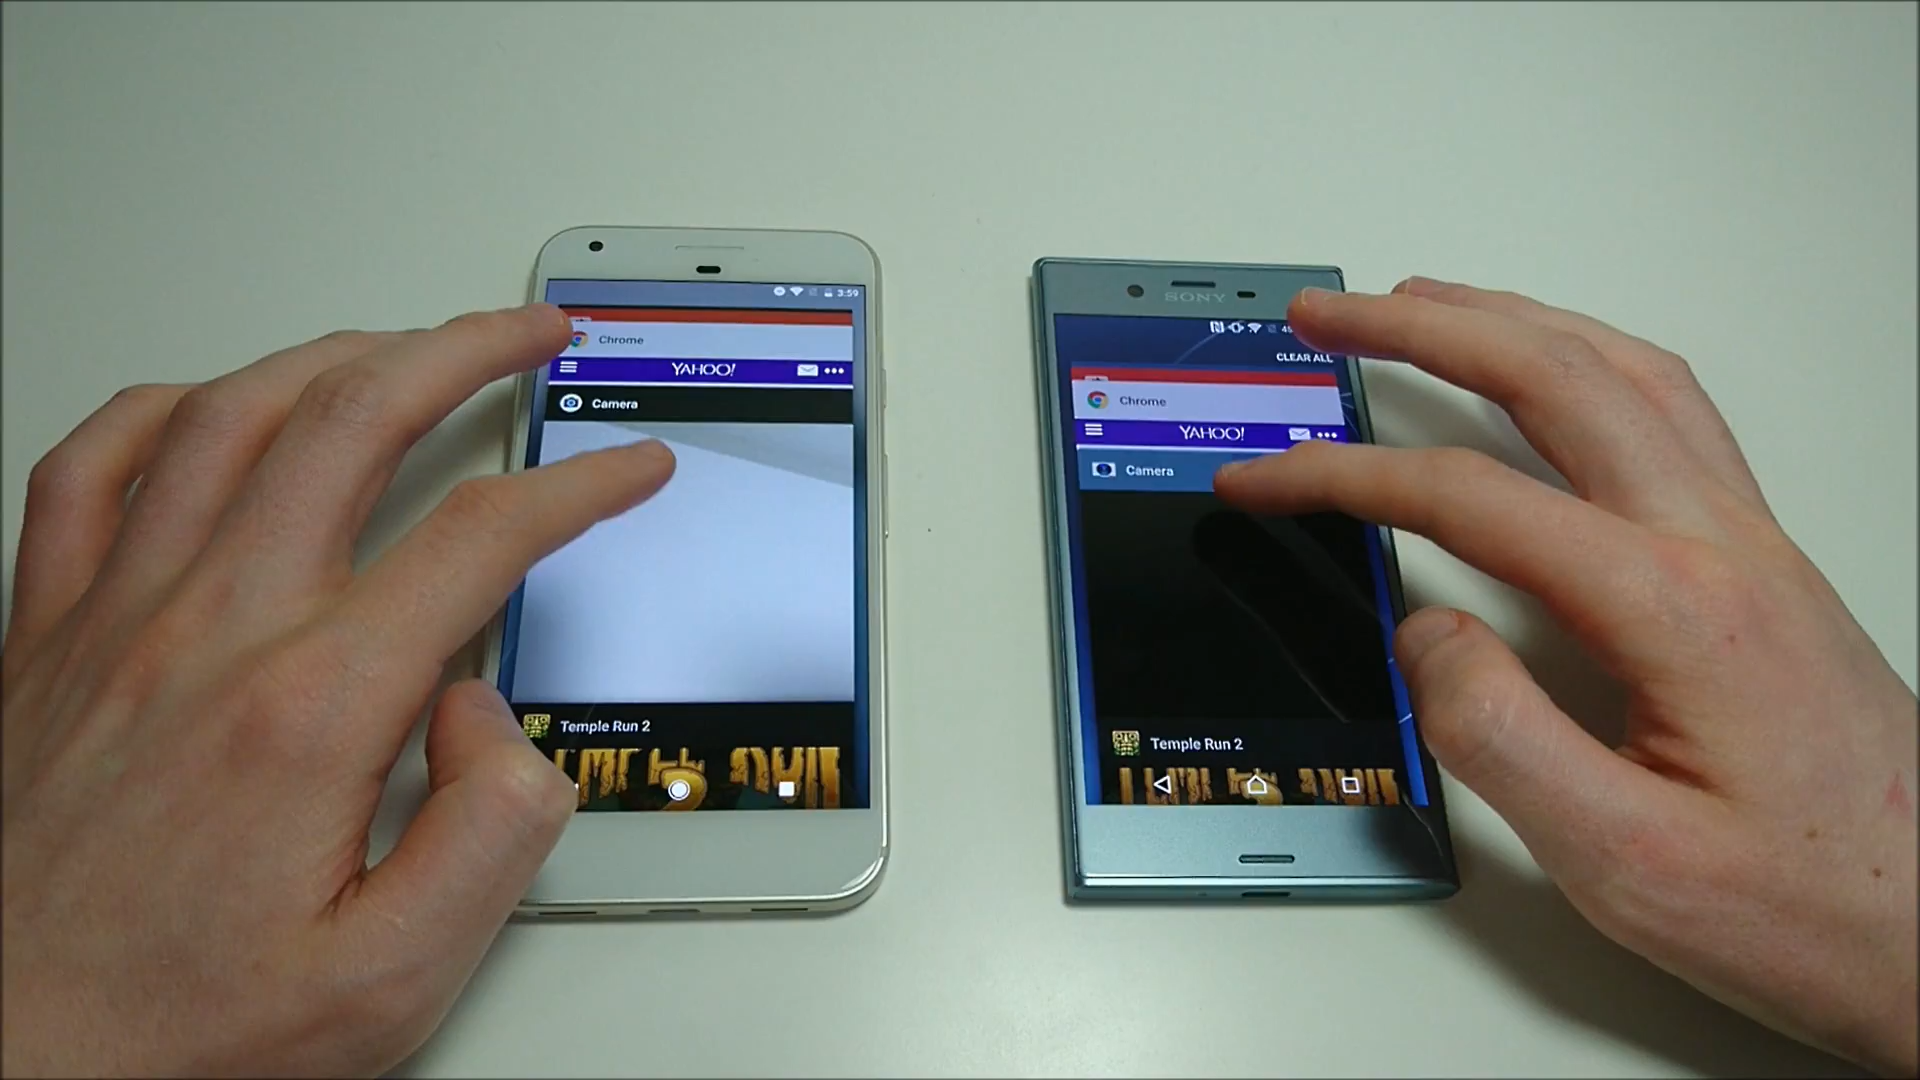 3:59
Chrome
YAHOO!
Camera
Temple Run 2
SONY
CLEAR ALL
Chrome
YAHOO!
Camera
Temple Run 2